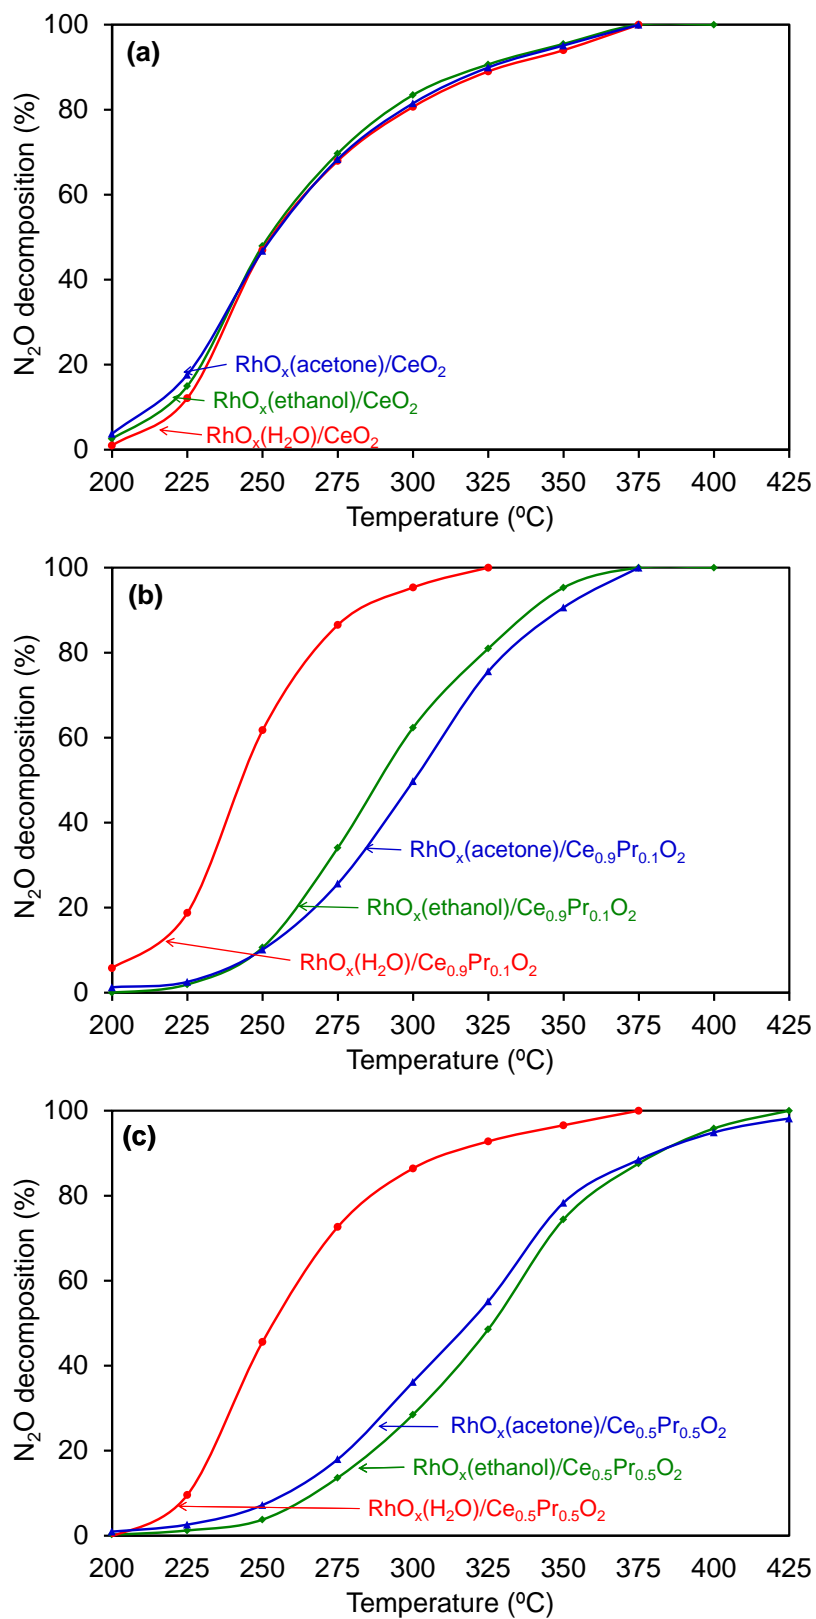 (a)
100
80
60
40
20
0
N₂O decomposition (%)
RhOₓ(acetone)/CeO₂
RhOₓ(ethanol)/CeO₂
RhOₓ(H₂O)/CeO₂
200 225 250 275 300 325 350 375 400 425
Temperature (ºC)
(b)
100
80
60
40
20
0
N₂O decomposition (%)
RhOₓ(acetone)/Ce₀.₉Pr₀.₁O₂
RhOₓ(ethanol)/Ce₀.₉Pr₀.₁O₂
RhOₓ(H₂O)/Ce₀.₉Pr₀.₁O₂
200 225 250 275 300 325 350 375 400 425
Temperature (ºC)
(c)
100
80
60
40
20
0
N₂O decomposition (%)
RhOₓ(acetone)/Ce₀.₅Pr₀.₅O₂
RhOₓ(ethanol)/Ce₀.₅Pr₀.₅O₂
RhOₓ(H₂O)/Ce₀.₅Pr₀.₅O₂
200 225 250 275 300 325 350 375 400 425
Temperature (ºC)